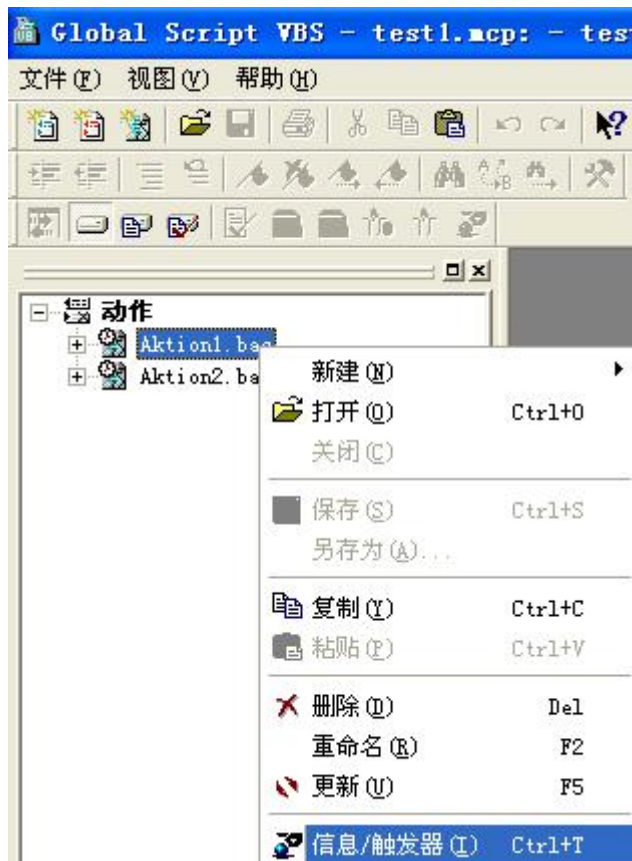 Global Script VBS - test1.mcp: - tes
文件(F) 视图(V) 帮助(H)
动作
Aktion1.bac
Aktion2.ba
新建(N)
打开(O) Ctrl+O
关闭(C)
保存(S) Ctrl+S
另存为(A)...
复制(Y) Ctrl+C
粘贴(P) Ctrl+V
删除(D) Del
重命名(R) F2
更新(U) F5
信息/触发器(I) Ctrl+T